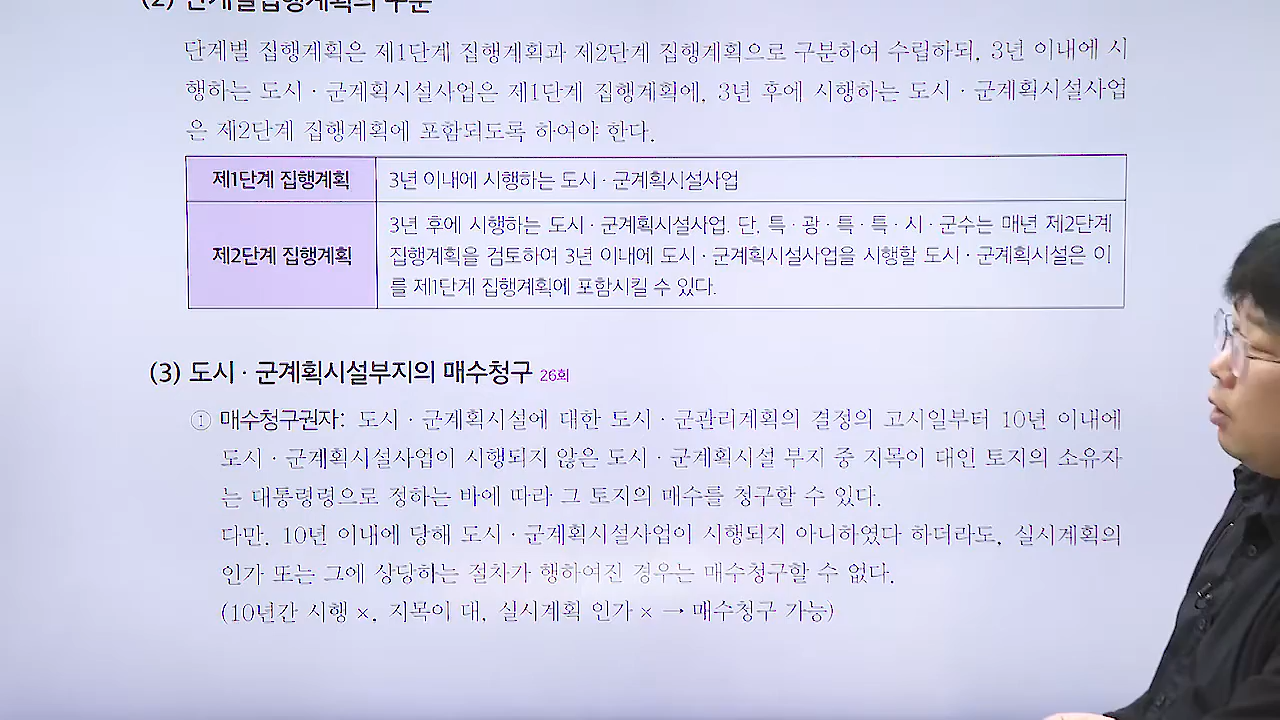 (2) 단계별집행계획의 구분
단계별 집행계획은 제1단계 집행계획과 제2단계 집행계획으로 구분하여 수립하되, 3년 이내에 시
행하는 도시 · 군계획시설사업은 제1단계 집행계획에, 3년 후에 시행하는 도시 · 군계획시설사업
은 제2단계 집행계획에 포함되도록 하여야 한다.
제1단계 집행계획 3년 이내에 시행하는 도시 · 군계획시설사업
3년 후에 시행하는 도시 · 군계획시설사업. 단, 특 · 광 · 특 · 특 · 시 · 군수는 매년 제2단계
제2단계 집행계획 집행계획을 검토하여 3년 이내에 도시 · 군계획시설사업을 시행할 도시 · 군계획시설은 이
를 제1단계 집행계획에 포함시킬 수 있다.
(3) 도시 · 군계획시설부지의 매수청구 26회
① 매수청구권자: 도시 · 군계획시설에 대한 도시 · 군관리계획의 결정의 고시일부터 10년 이내에
도시 · 군계획시설사업이 시행되지 않은 도시 · 군계획시설 부지 중 지목이 대인 토지의 소유자
는 대통령령으로 정하는 바에 따라 그 토지의 매수를 청구할 수 있다.
다만, 10년 이내에 당해 도시 · 군계획시설사업이 시행되지 아니하였다 하더라도, 실시계획의
인가 또는 그에 상당하는 절차가 행하여진 경우는 매수청구할 수 없다.
(10년간 시행 ×, 지목이 대, 실시계획 인가 × → 매수청구 가능)